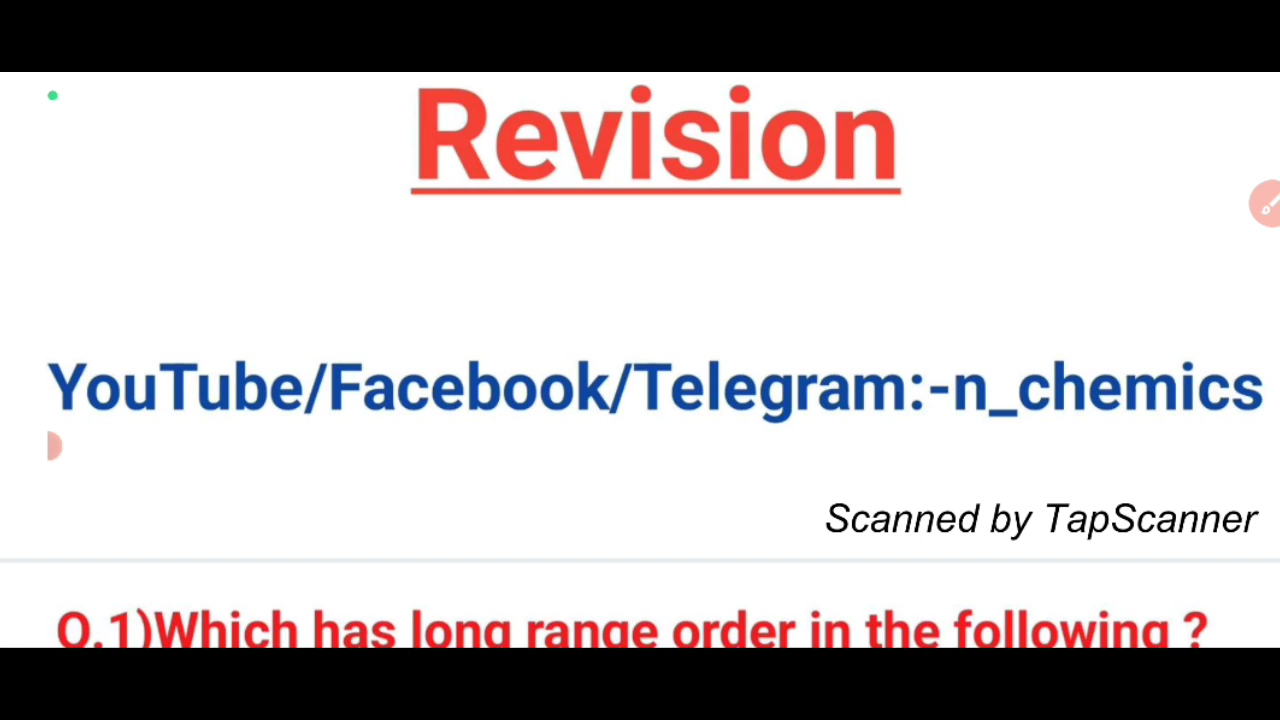 Revision
YouTube/Facebook/Telegram:-n_chemics
Scanned by TapScanner
Q.1)Which has long range order in the following ?